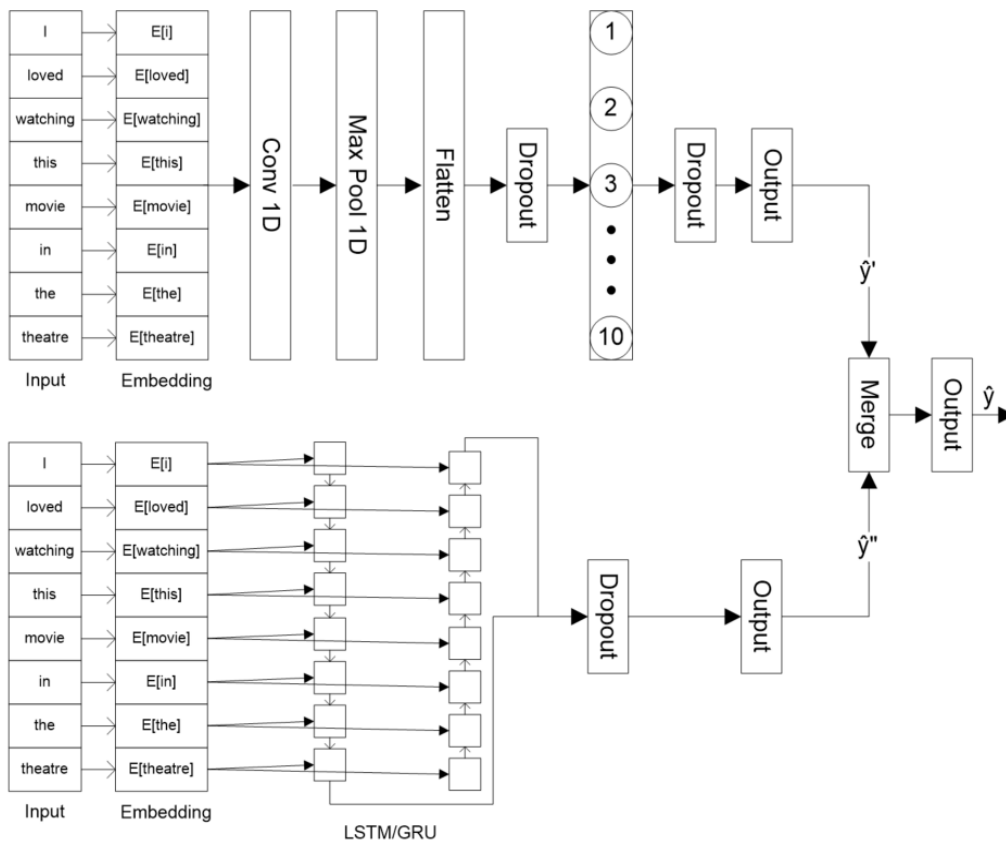 I
E[i]
loved
E[loved]
watching
E[watching]
this
E[this]
movie
E[movie]
in
E[in]
the
E[the]
theatre
E[theatre]
Input
Embedding
Conv 1D
Max Pool 1D
Flatten
Dropout
1
2
3
10
Dropout
Output
ŷ'
Merge
Output
ŷ
I
E[i]
loved
E[loved]
watching
E[watching]
this
E[this]
movie
E[movie]
in
E[in]
the
E[the]
theatre
E[theatre]
Input
Embedding
LSTM/GRU
Dropout
Output
ŷ"